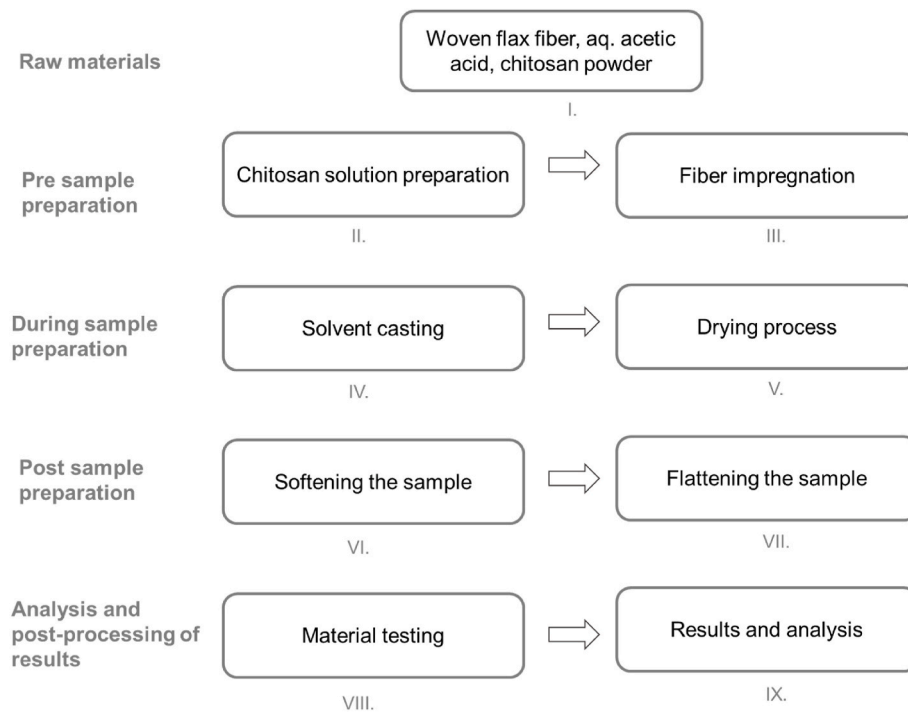 Raw materials
Woven flax fiber, aq. acetic
acid, chitosan powder
I.
Pre sample
preparation
Chitosan solution preparation
Fiber impregnation
II.
III.
During sample
preparation
Solvent casting
Drying process
IV.
V.
Post sample
preparation
Softening the sample
Flattening the sample
VI.
VII.
Analysis and
post-processing of
results
Material testing
Results and analysis
VIII.
IX.